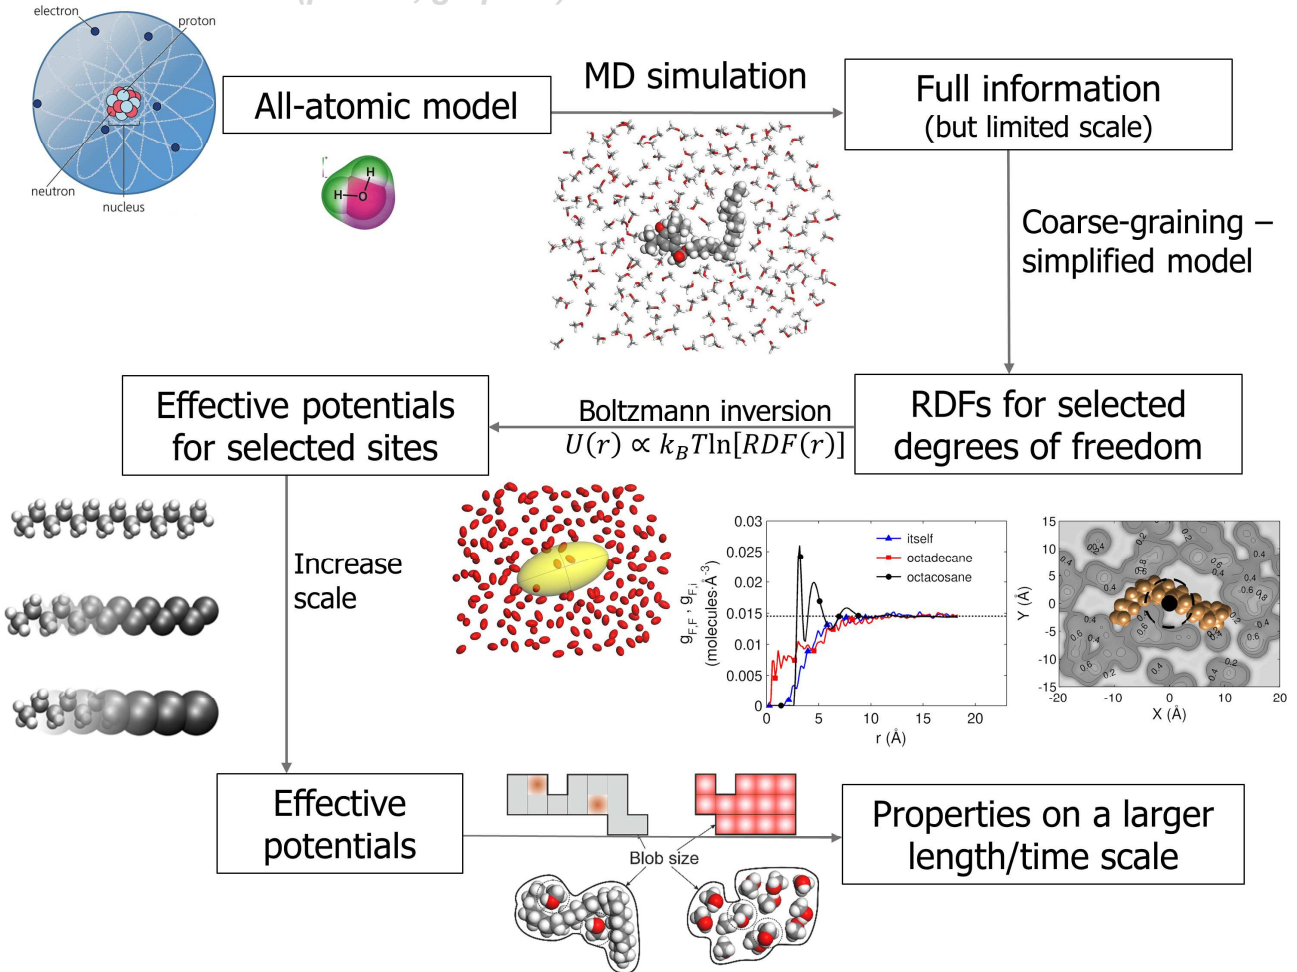 electron
proton
neutron
nucleus
All-atomic model
H
H
O
MD simulation
Full information
(but limited scale)
Coarse-graining –
simplified model
RDFs for selected
degrees of freedom
Boltzmann inversion
U(r) ∝ k_B T ln[RDF(r)]
Effective potentials
for selected sites
Increase
scale
0.03
0.025
0.02
0.015
0.01
0.005
0
0
5
10
15
20
r (Å)
g_F,F , g_F,i
(molecules·Å⁻³)
itself
octadecane
octacosane
15
10
5
0
-5
-10
-15
-20
-10
0
10
20
X (Å)
Y (Å)
Effective
potentials
Blob size
Properties on a larger
length/time scale